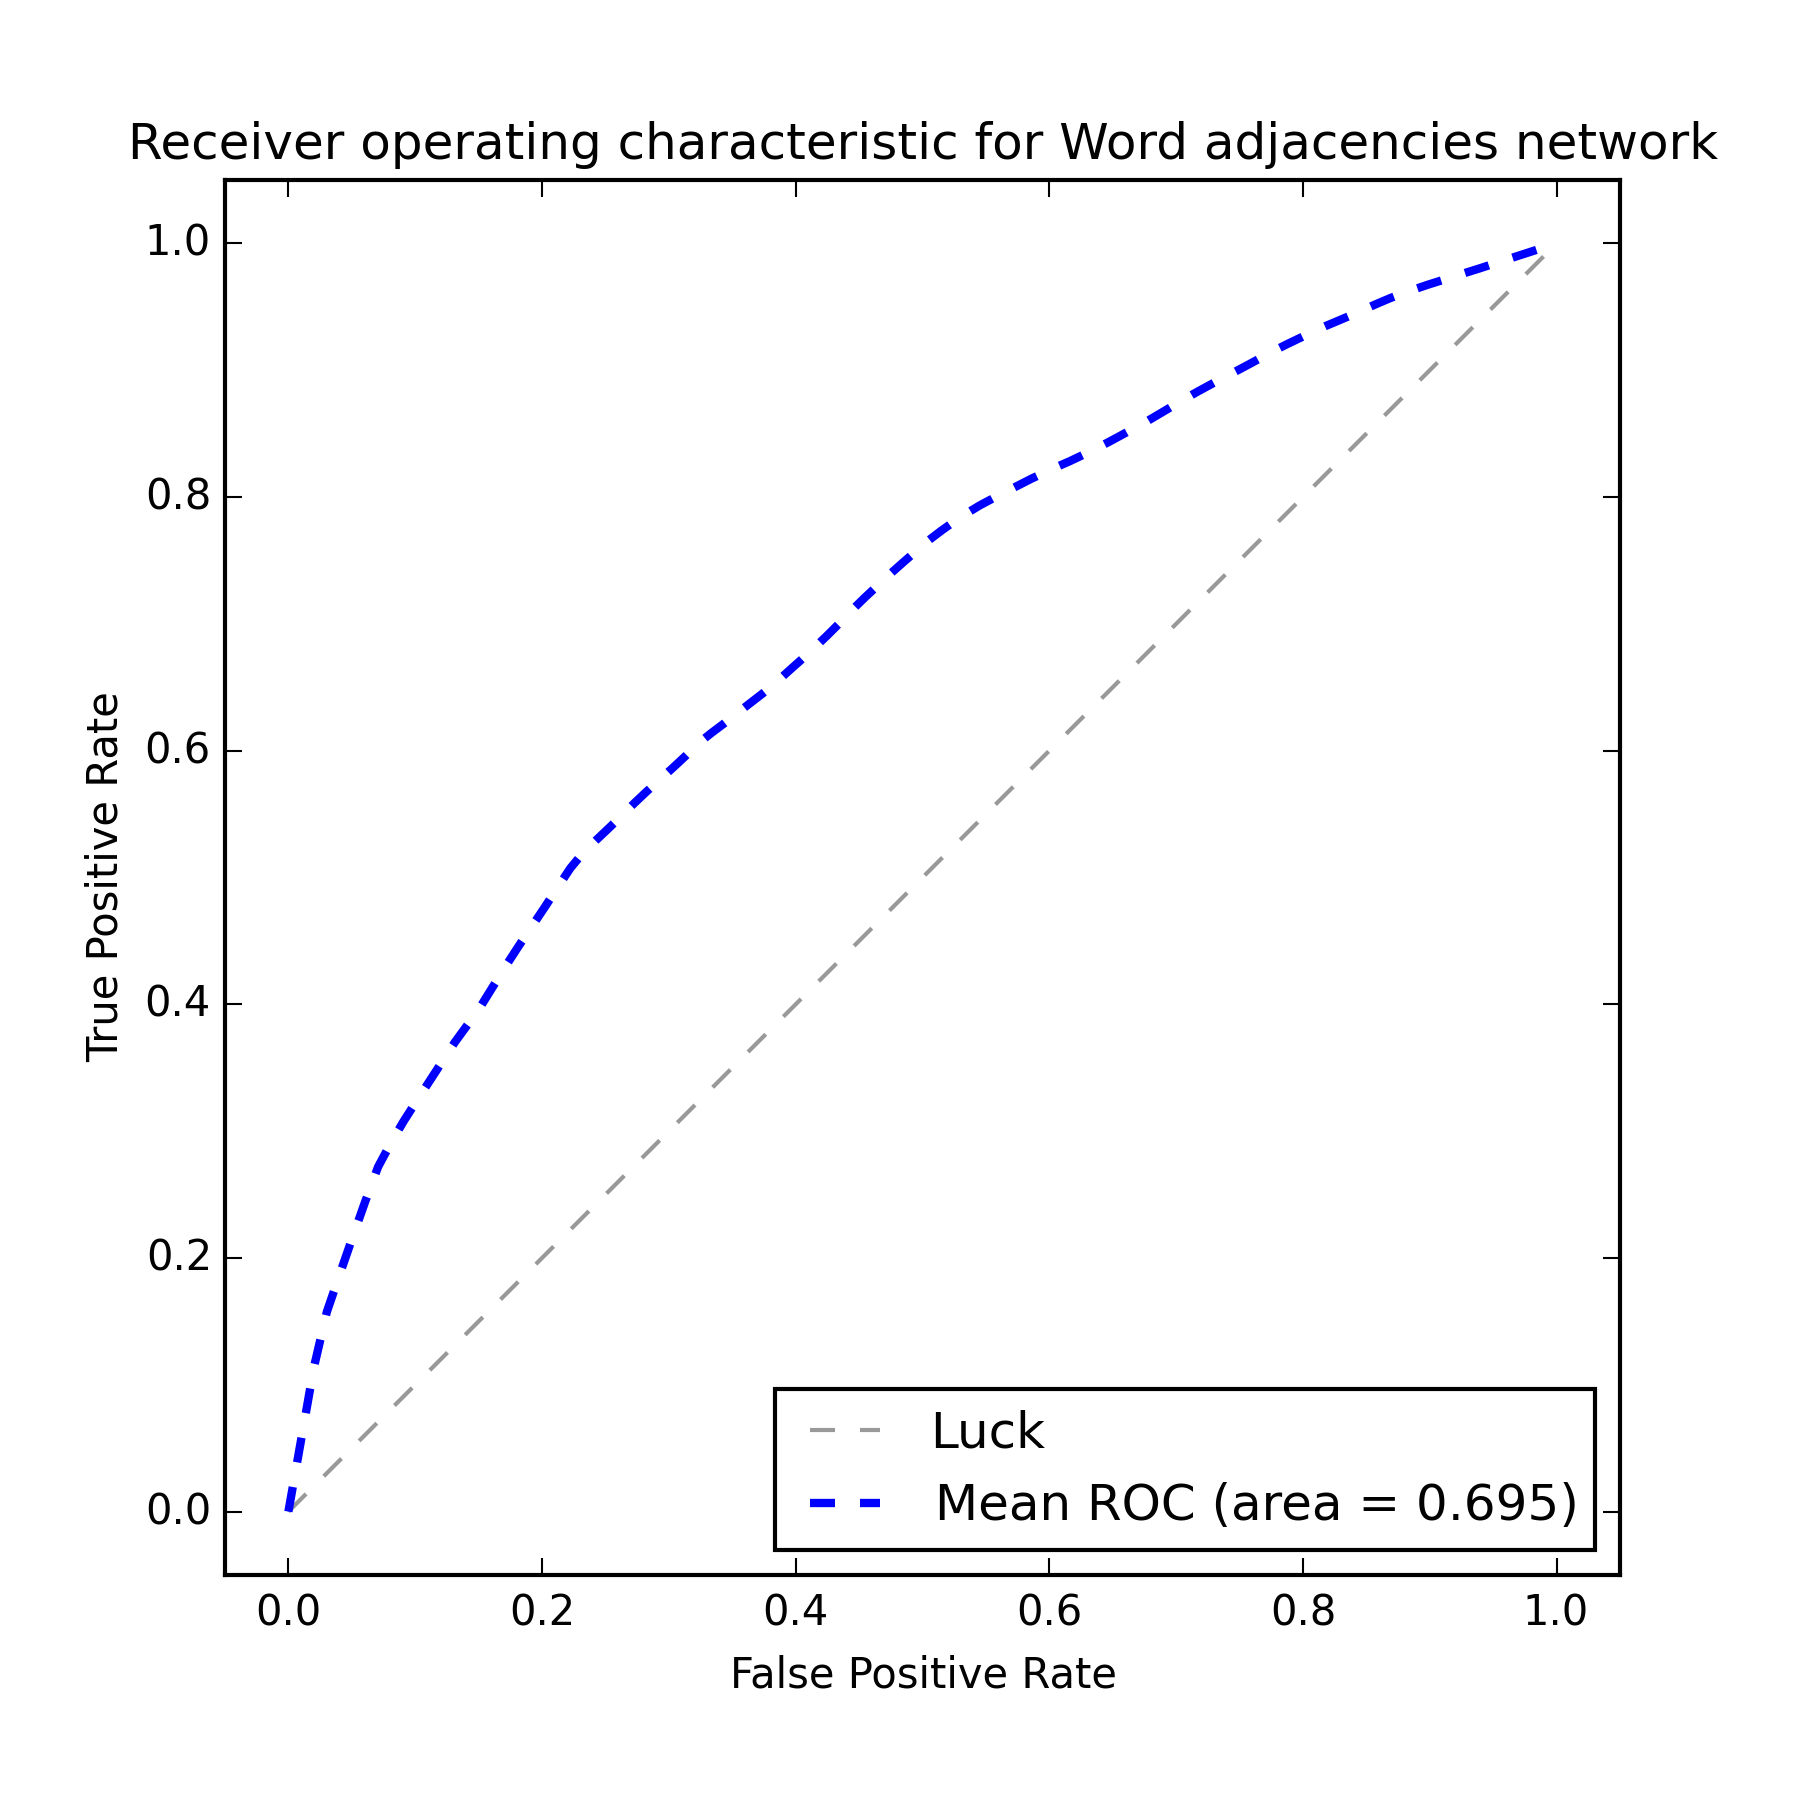 Receiver operating characteristic for Word adjacencies network
1.0
0.8
0.6
0.4
0.2
0.0
True Positive Rate
Luck
Mean ROC (area = 0.695)
0.0 0.2 0.4 0.6 0.8 1.0
False Positive Rate